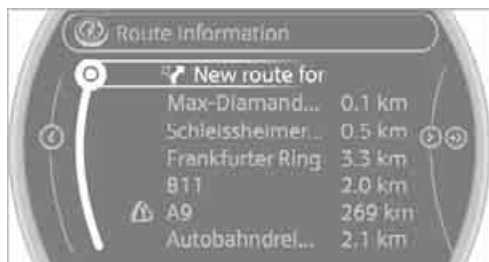 Route information
New route for
Max-Diamand... 0.1 km
Schleissheimer... 0.5 km
Frankfurter Ring 3.3 km
B11 2.0 km
A9 269 km
Autobahndrei... 2.1 km